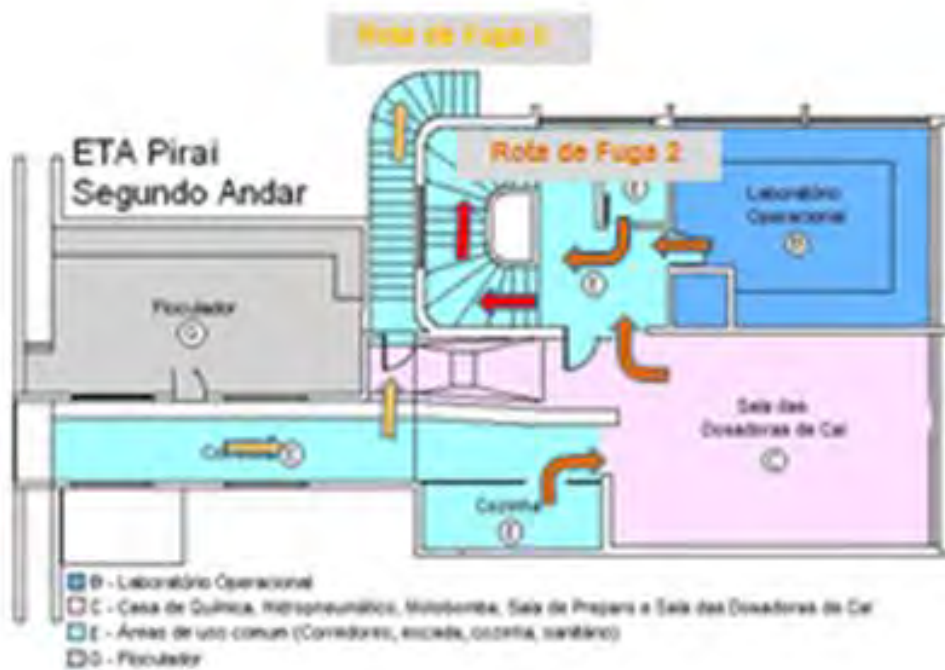 Rota de Fuga 1
ETA Piraí
Segundo Andar
Rota de Fuga 2
E
Laboratório
Operacional
B
E
Floculador
G
Sala das
Dosadoras de Cal
C
E
Cozinha
E
B - Laboratório Operacional
C - Casa de Química, Hidropneumático, Motobomba, Sala de Preparo e Sala das Dosadoras de Cal
E - Áreas de uso comum (Corredores, escada, cozinha, sanitário)
G - Floculador